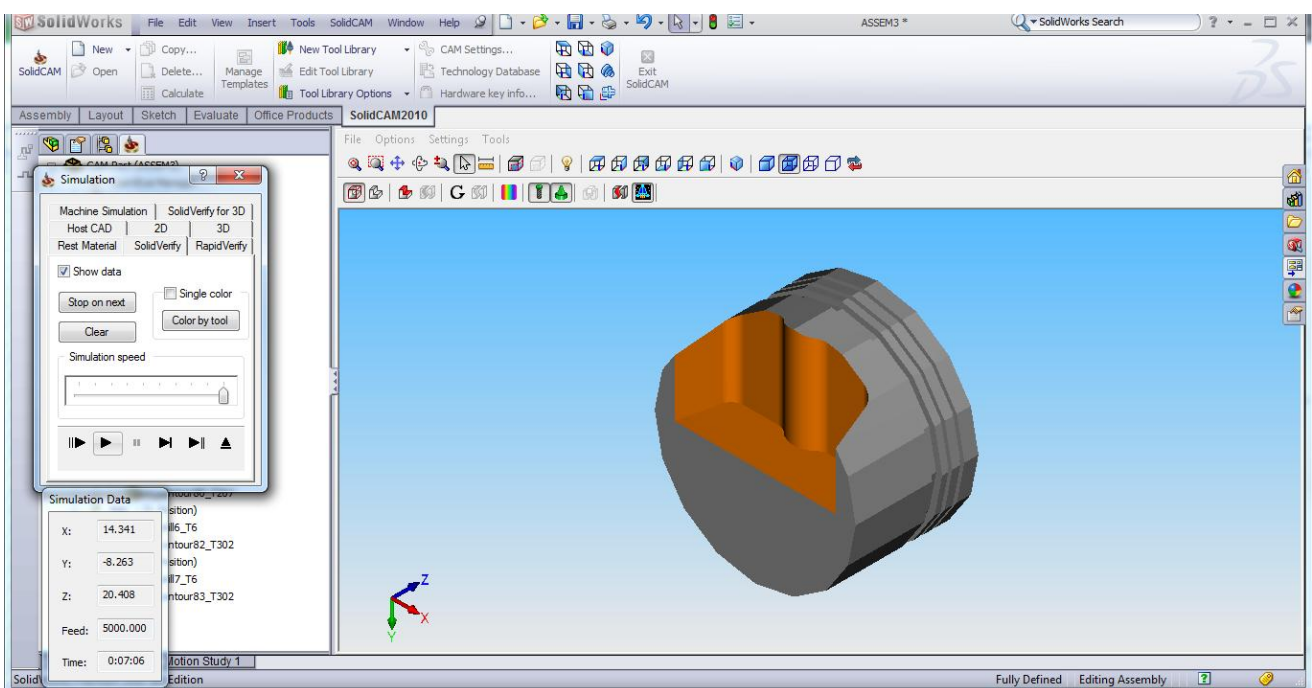 SolidWorks File Edit View Insert Tools SolidCAM Window Help ASSEM3 * SolidWorks Search
New Copy... New Tool Library CAM Settings...
SolidCAM Open Delete... Manage Templates Edit Tool Library Technology Database Exit SolidCAM
Calculate Tool Library Options Hardware key info...
Assembly Layout Sketch Evaluate Office Products SolidCAM2010
File Options Settings Tools
CAM Part (ASSEM3)
Simulation
Machine Simulation SolidVerify for 3D
Host CAD 2D 3D
Rest Material SolidVerify RapidVerify
Show data
Stop on next Single color
Clear Color by tool
Simulation speed
Simulation Data
sition)
X: 14.341 ill6_T6
ntour82_T302
Y: -8.263 sition)
ill7_T6
Z: 20.408 ntour83_T302
Feed: 5000.000
Time: 0:07:06 Motion Study 1
Solid Edition Fully Defined Editing Assembly
Z
X
Y